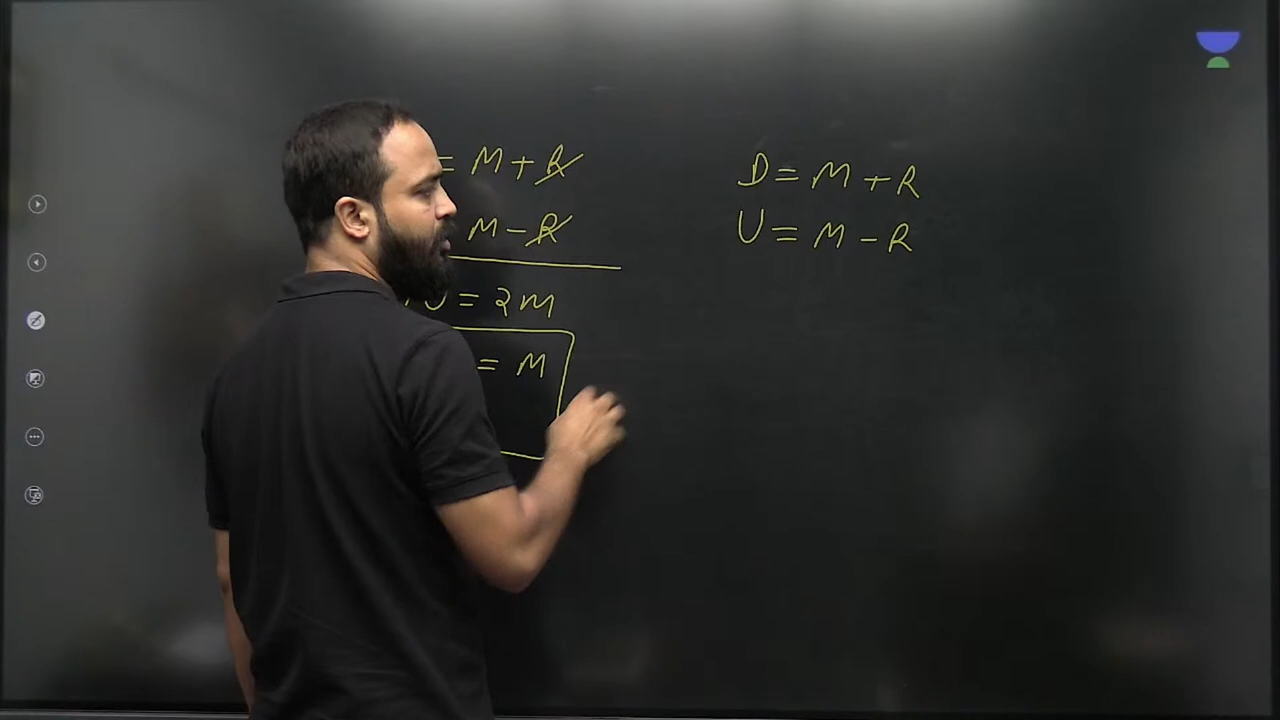 = M + R
M - R
U = 2M
= M
D = M + R
U = M - R